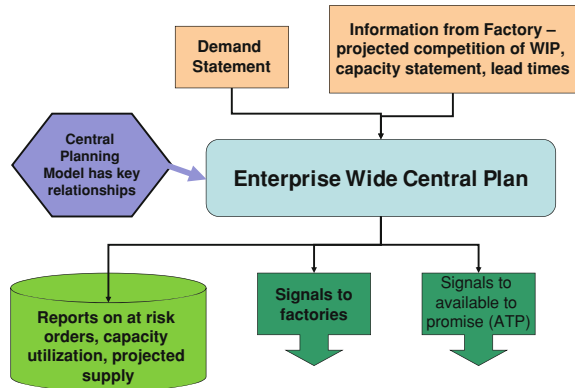 Demand
Statement
Information from Factory –
projected competition of WIP,
capacity statement, lead times
Central
Planning
Model has key
relationships
Enterprise Wide Central Plan
Reports on at risk
orders, capacity
utilization, projected
supply
Signals to
factories
Signals to
available to
promise (ATP)